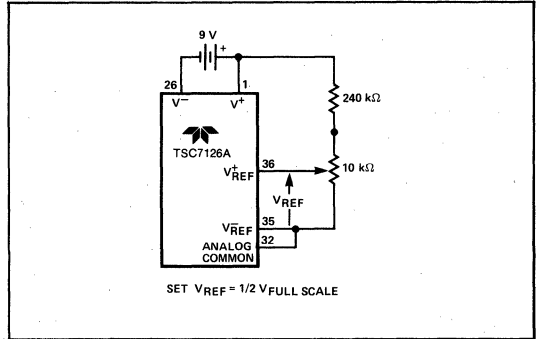 9 V
+
26
1
V−
V+
240 kΩ
TSC7126A
36
V+REF
10 kΩ
VREF
V−REF
35
ANALOG
32
COMMON
SET VREF = 1/2 VFULL SCALE